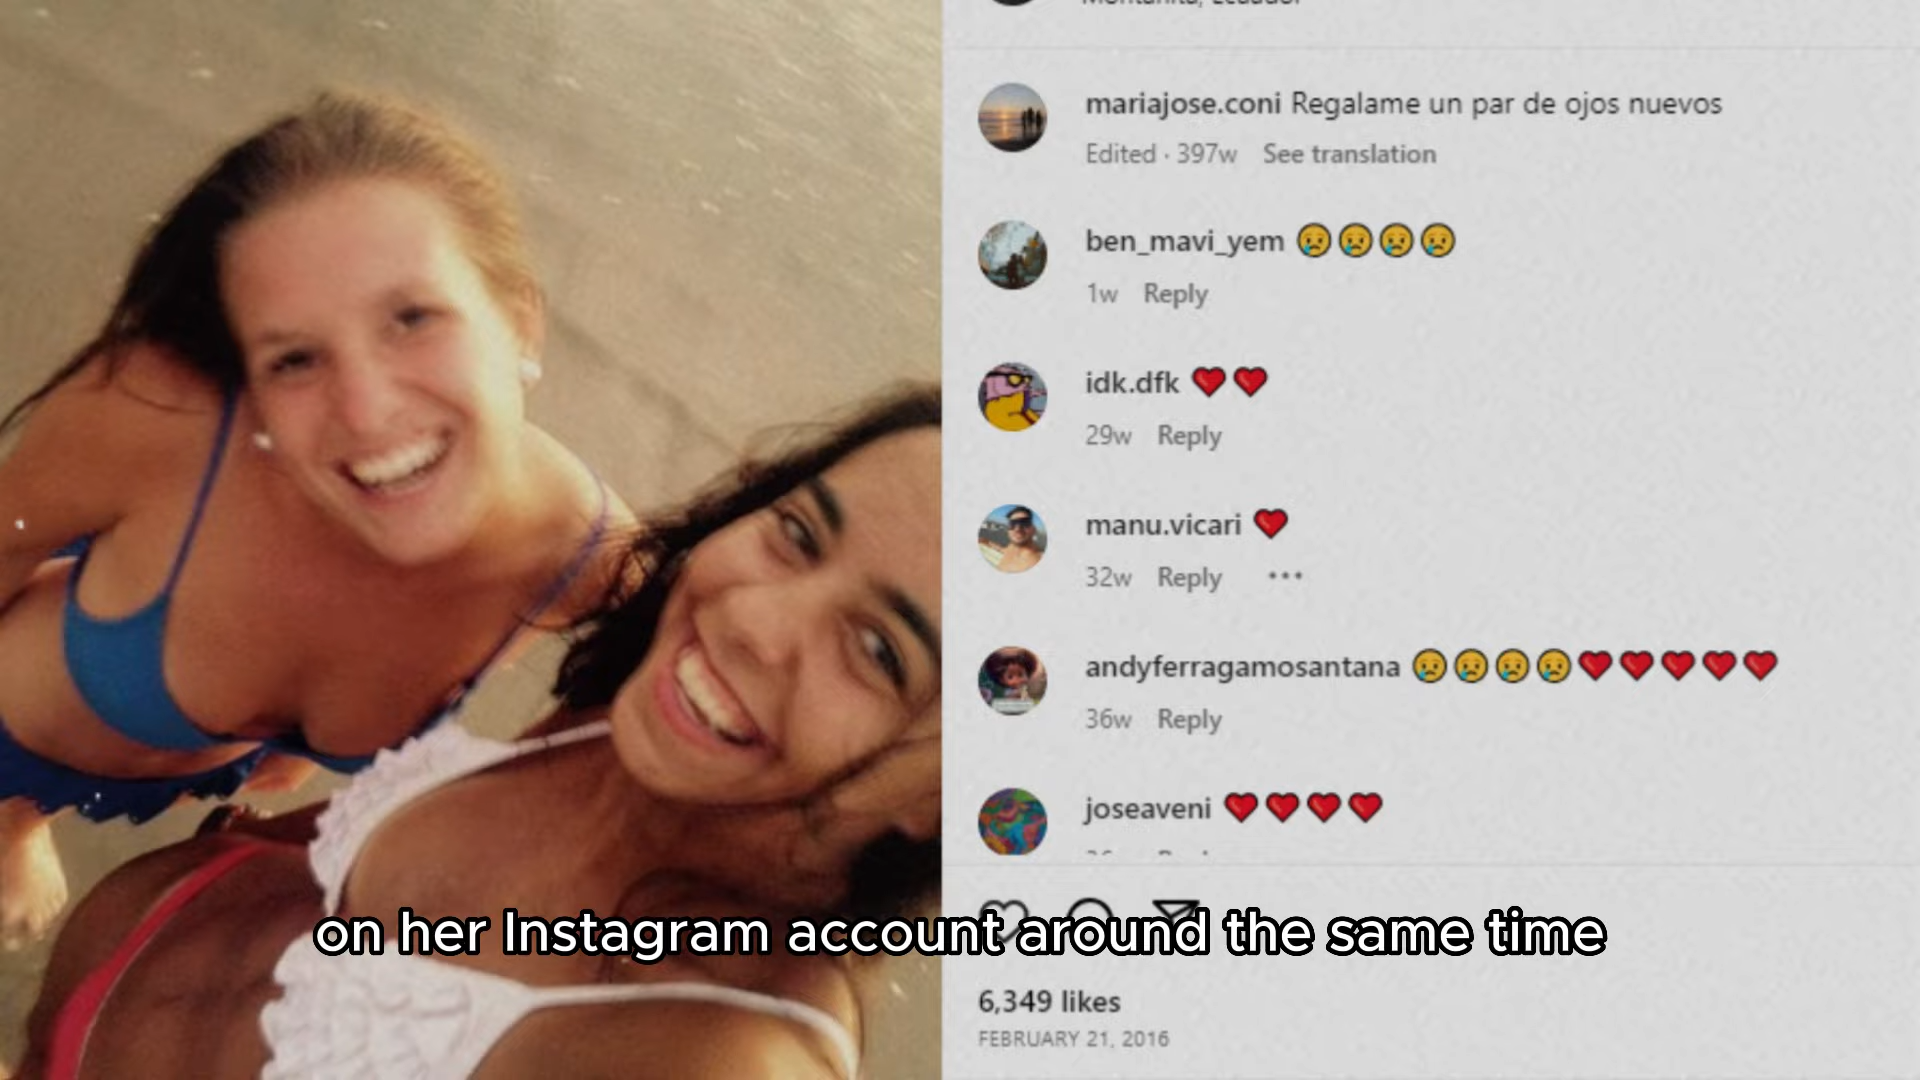 Montañita, Ecuador
mariajose.coni Regalame un par de ojos nuevos
Edited · 397w See translation
ben_mavi_yem 😢😢😢😢
1w Reply
idk.dfk ❤️❤️
29w Reply
manu.vicari ❤️
32w Reply •••
andyferragamosantana 😢😢😢😢❤️❤️❤️❤️❤️
36w Reply
joseaveni ❤️❤️❤️❤️
on her Instagram account around the same time
6,349 likes
FEBRUARY 21, 2016